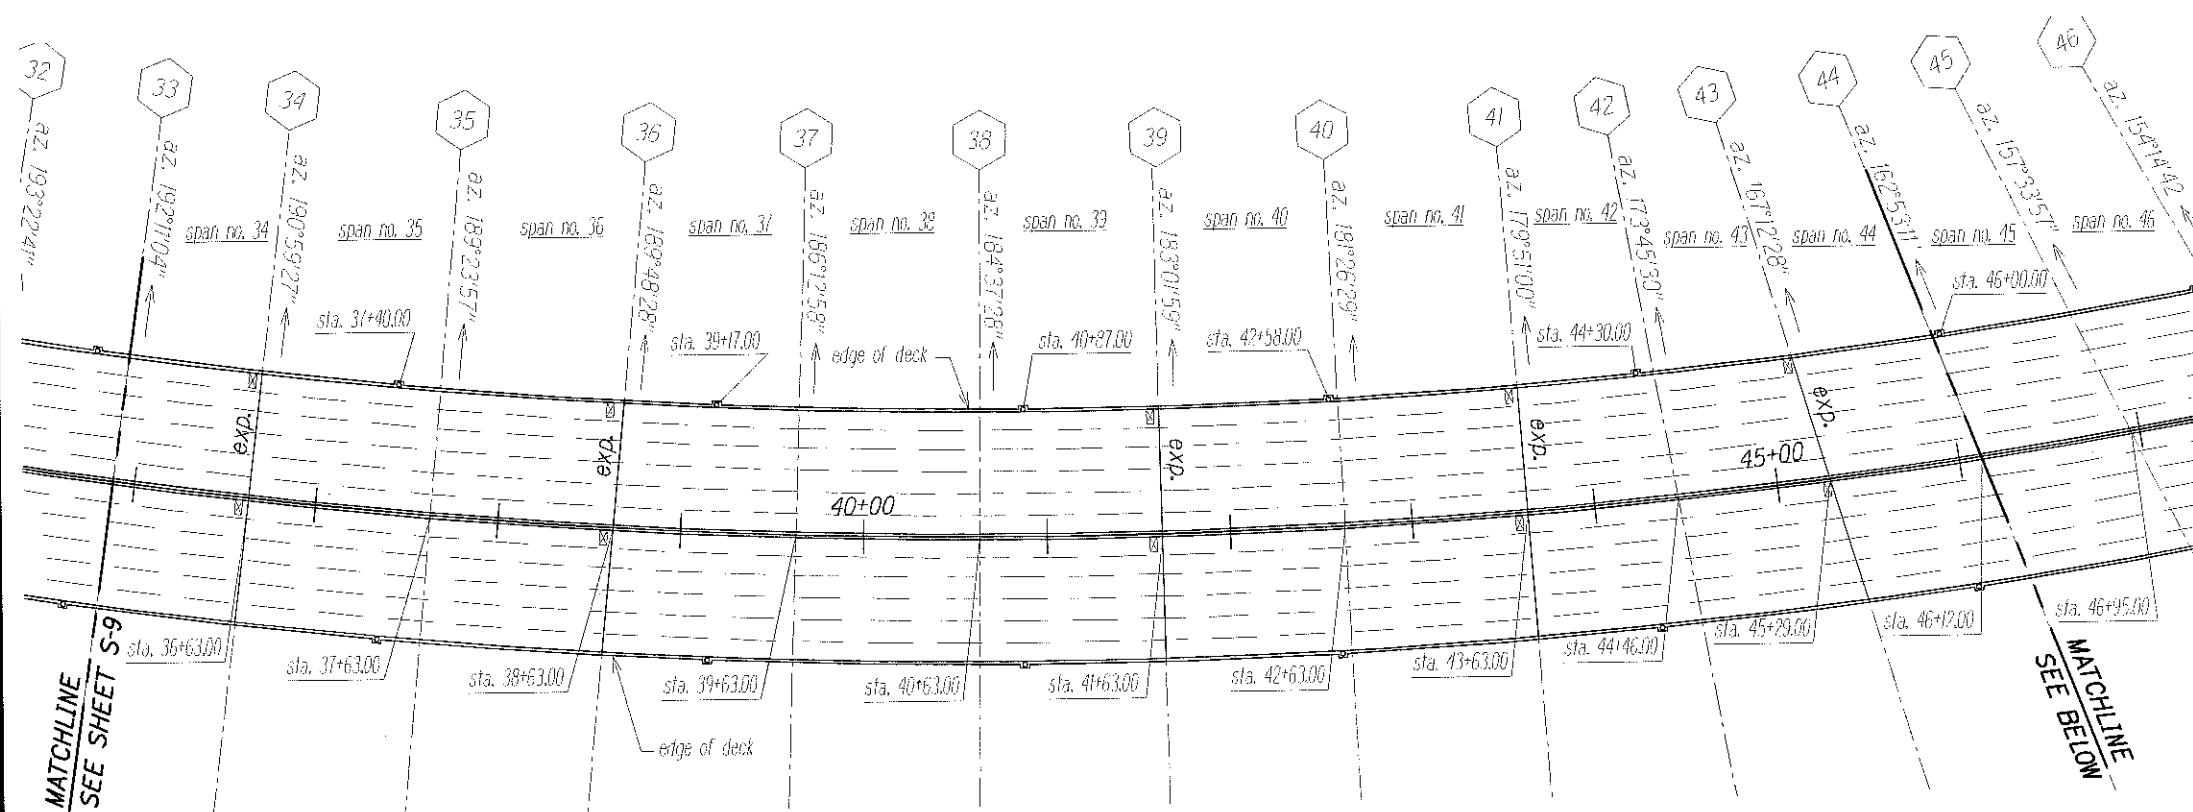 32
33
34
35
36
37
38
39
40
41
42
43
44
45
46
az. 193°22'41"
az. 192°11'04"
az. 190°59'27"
az. 189°23'57"
az. 189°48'28"
az. 186°12'58"
az. 184°37'28"
az. 183°01'59"
az. 181°26'29"
az. 179°51'00"
az. 173°45'30"
az. 167°12'28"
az. 162°53'11"
az. 157°33'57"
az. 154°14'42
span no. 34
span no. 35
span no. 36
span no. 37
span no. 38
span no. 39
span no. 40
span no. 41
span no. 42
span no. 43
span no. 44
span no. 45
span no. 46
sta. 37+40.00
sta. 39+17.00
edge of deck
sta. 40+87.00
sta. 42+58.00
sta. 44+30.00
sta. 46+00.00
exp.
exp.
exp.
exp.
exp.
40+00
45+00
sta. 36+63.00
sta. 37+63.00
sta. 38+63.00
sta. 39+63.00
sta. 40+63.00
sta. 41+63.00
sta. 42+63.00
sta. 43+63.00
sta. 44+46.00
sta. 45+29.00
sta. 46+12.00
sta. 46+95.00
edge of deck
MATCHLINE
SEE SHEET S-9
MATCHLINE
SEE BELOW